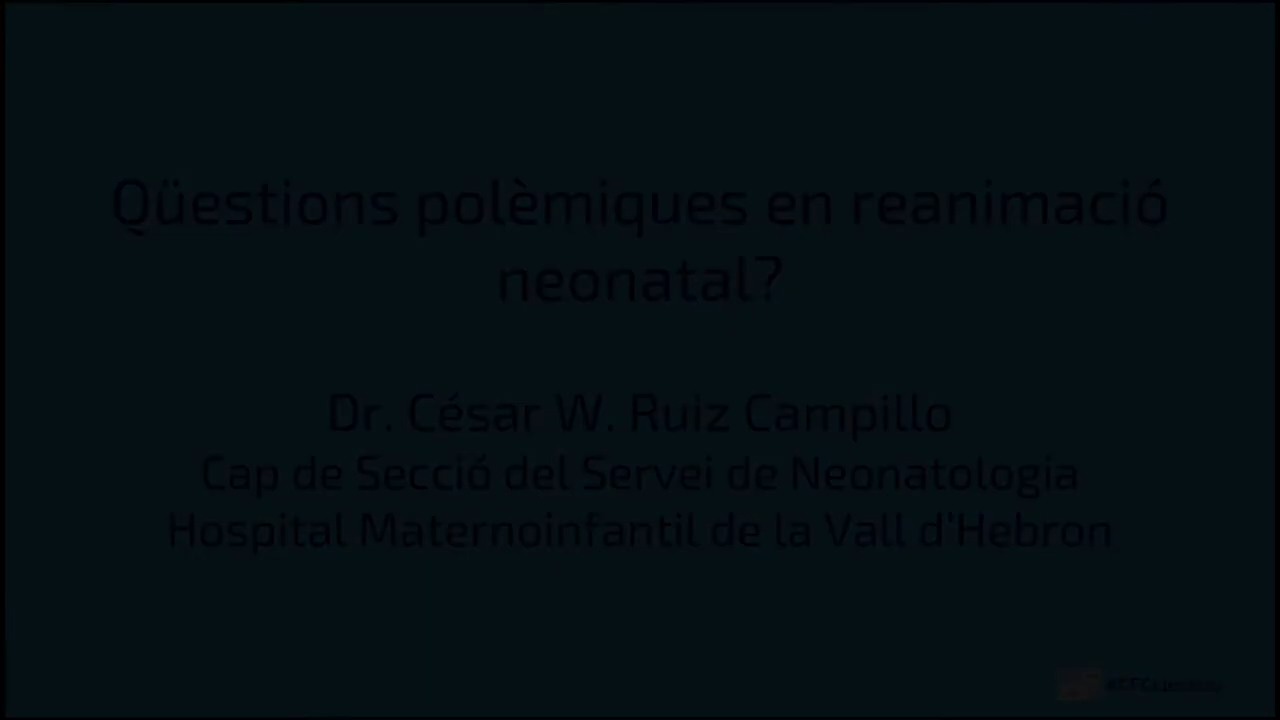 Qüestions polèmiques en reanimació
neonatal?
Dr. César W. Ruiz Campillo
Cap de Secció del Servei de Neonatologia
Hospital Maternoinfantil de la Vall d'Hebron